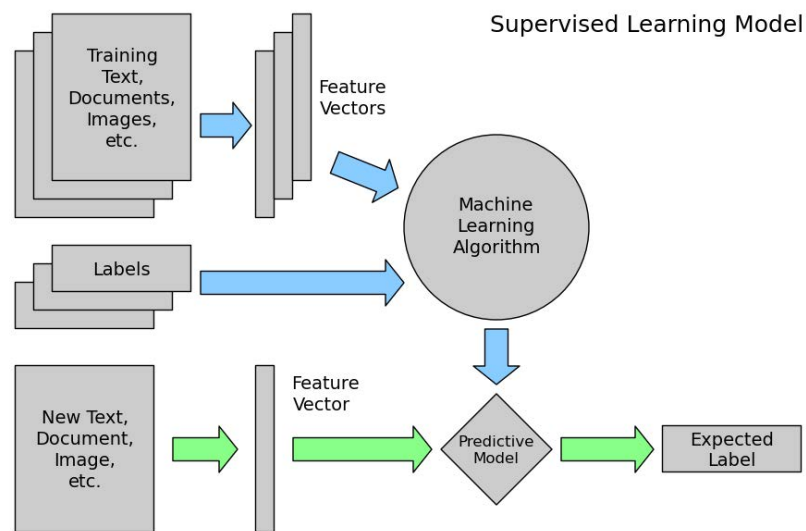 Supervised Learning Model
Training
Text,
Documents,
Images,
etc.
Feature
Vectors
Machine
Learning
Algorithm
Labels
New Text,
Document,
Image,
etc.
Feature
Vector
Predictive
Model
Expected
Label